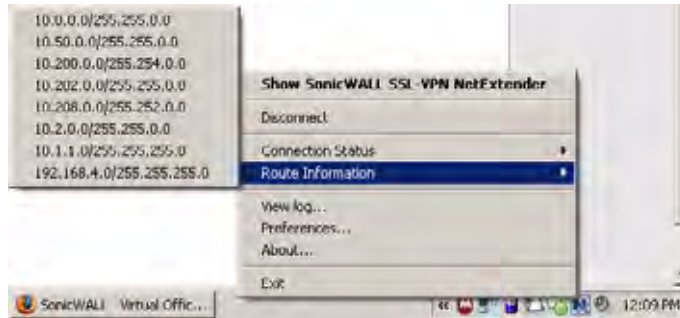 10.0.0.0/255.255.0.0
10.50.0.0/255.255.0.0
10.200.0.0/255.254.0.0
10.202.0.0/255.255.0.0
10.208.0.0/255.252.0.0
10.2.0.0/255.255.0.0
10.1.1.0/255.255.255.0
192.168.4.0/255.255.255.0
Show SonicWALL SSL-VPN NetExtender
Disconnect
Connection Status
Route Information
View log...
Preferences...
About...
Exit
SonicWALL Virtual Offic...
12:09 PM